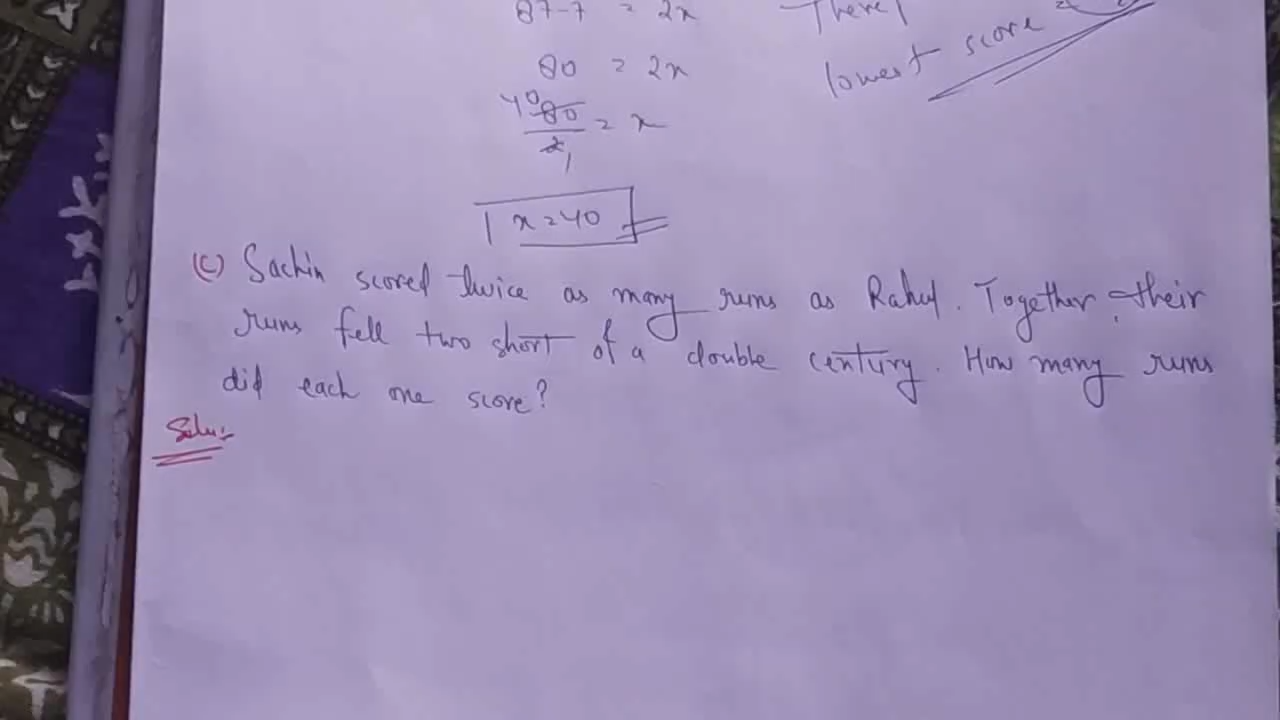 87-7 = 2x
lowest score =
80 = 2x
40
80
2 = x
1
x=40
(c) Sachin scored twice as many runs as Rahul. Together their
runs fell two short of a double century. How many runs
did each one score?
Soln: